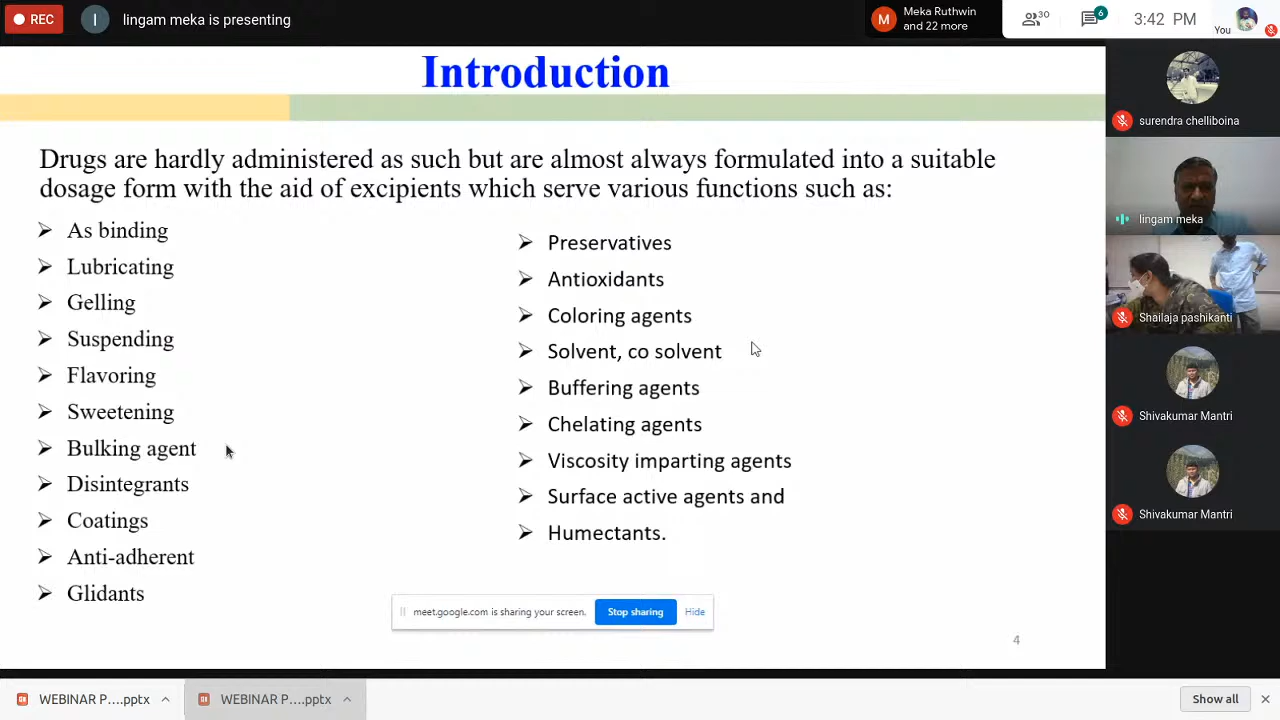 REC
I
lingam meka is presenting
M
Meka Ruthwin
and 22 more
30
6
3:42 PM
You
Introduction
Drugs are hardly administered as such but are almost always formulated into a suitable
dosage form with the aid of excipients which serve various functions such as:
As binding
Lubricating
Gelling
Suspending
Flavoring
Sweetening
Bulking agent
Disintegrants
Coatings
Anti-adherent
Glidants
Preservatives
Antioxidants
Coloring agents
Solvent, co solvent
Buffering agents
Chelating agents
Viscosity imparting agents
Surface active agents and
Humectants.
meet.google.com is sharing your screen.
Stop sharing
Hide
4
surendra chelliboina
lingam meka
Shailaja pashikanti
Shivakumar Mantri
Shivakumar Mantri
WEBINAR P....pptx
WEBINAR P....pptx
Show all